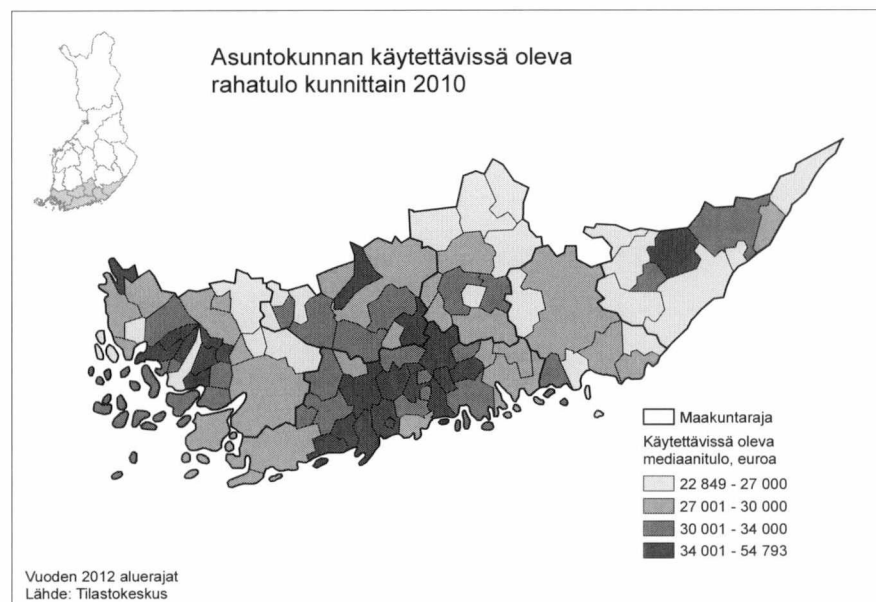 Asuntokunnan käytettävissä oleva
rahatulo kunnittain 2010
Maakuntaraja
Käytettävissä oleva
mediaanitulo, euroa
22 849 - 27 000
27 001 - 30 000
30 001 - 34 000
34 001 - 54 793
Vuoden 2012 aluerajat
Lähde: Tilastokeskus